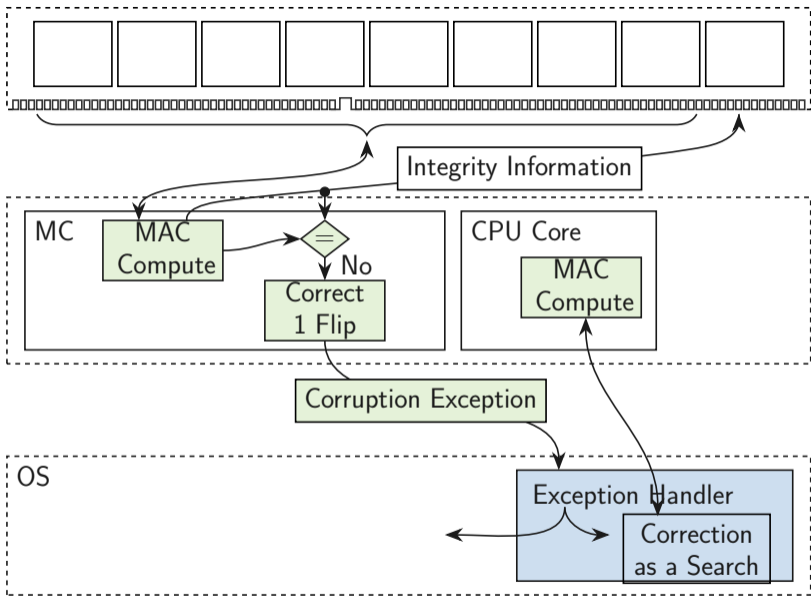 Integrity Information
MC
MAC
Compute
=
No
Correct
1 Flip
CPU Core
MAC
Compute
Corruption Exception
OS
Exception Handler
Correction
as a Search